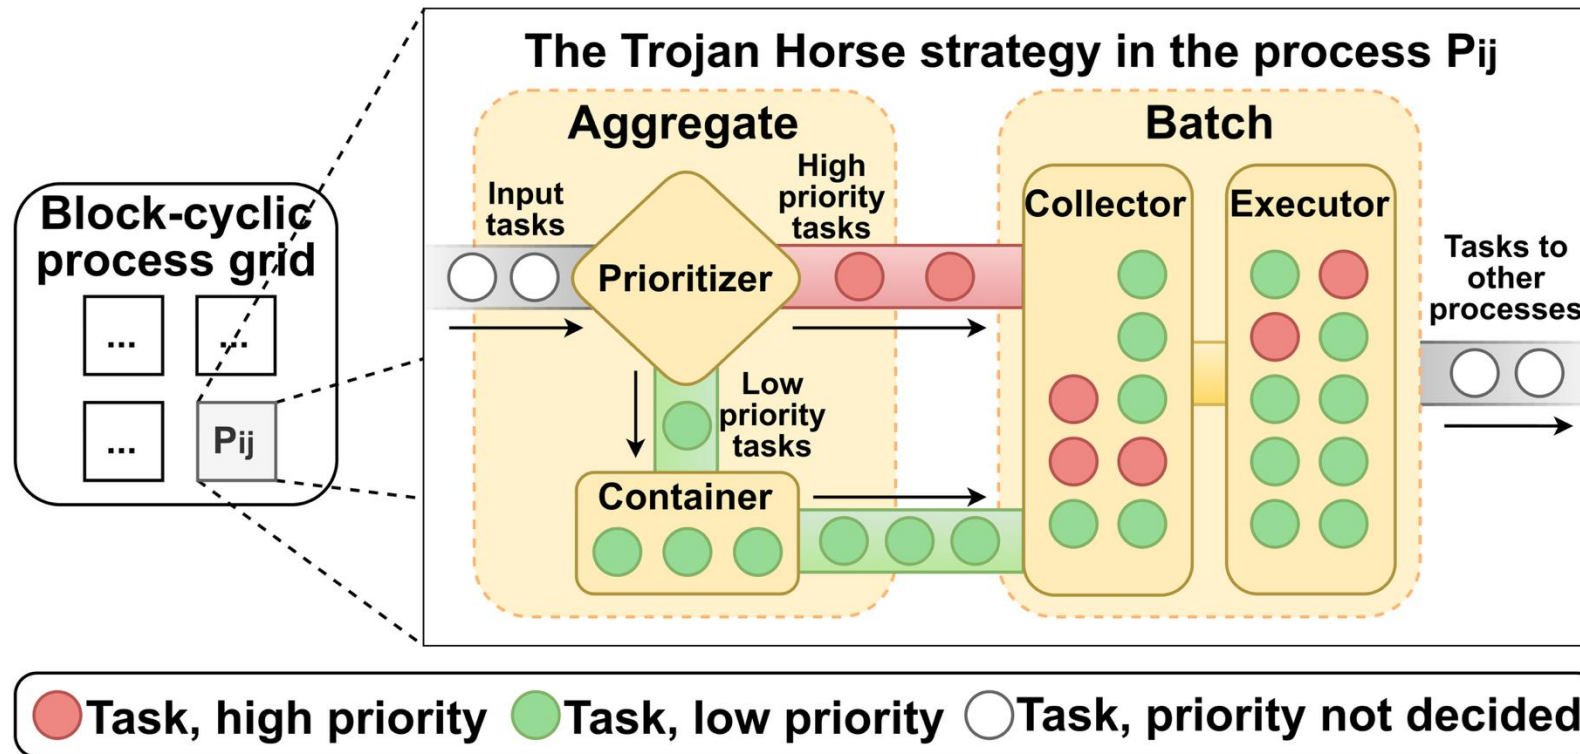 The Trojan Horse strategy in the process Pij
Block-cyclic
process grid
...
...
...
Pij
Aggregate
Input
tasks
Prioritizer
High
priority
tasks
Low
priority
tasks
Container
Batch
Collector
Executor
Tasks to
other
processes
Task, high priority
Task, low priority
Task, priority not decided